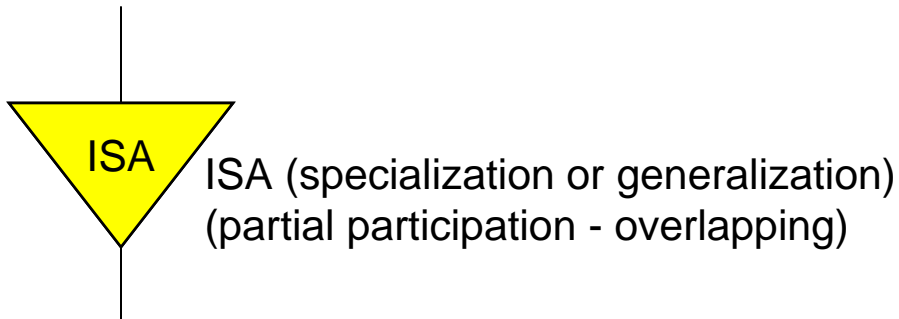 ISA
ISA (specialization or generalization)
(partial participation - overlapping)